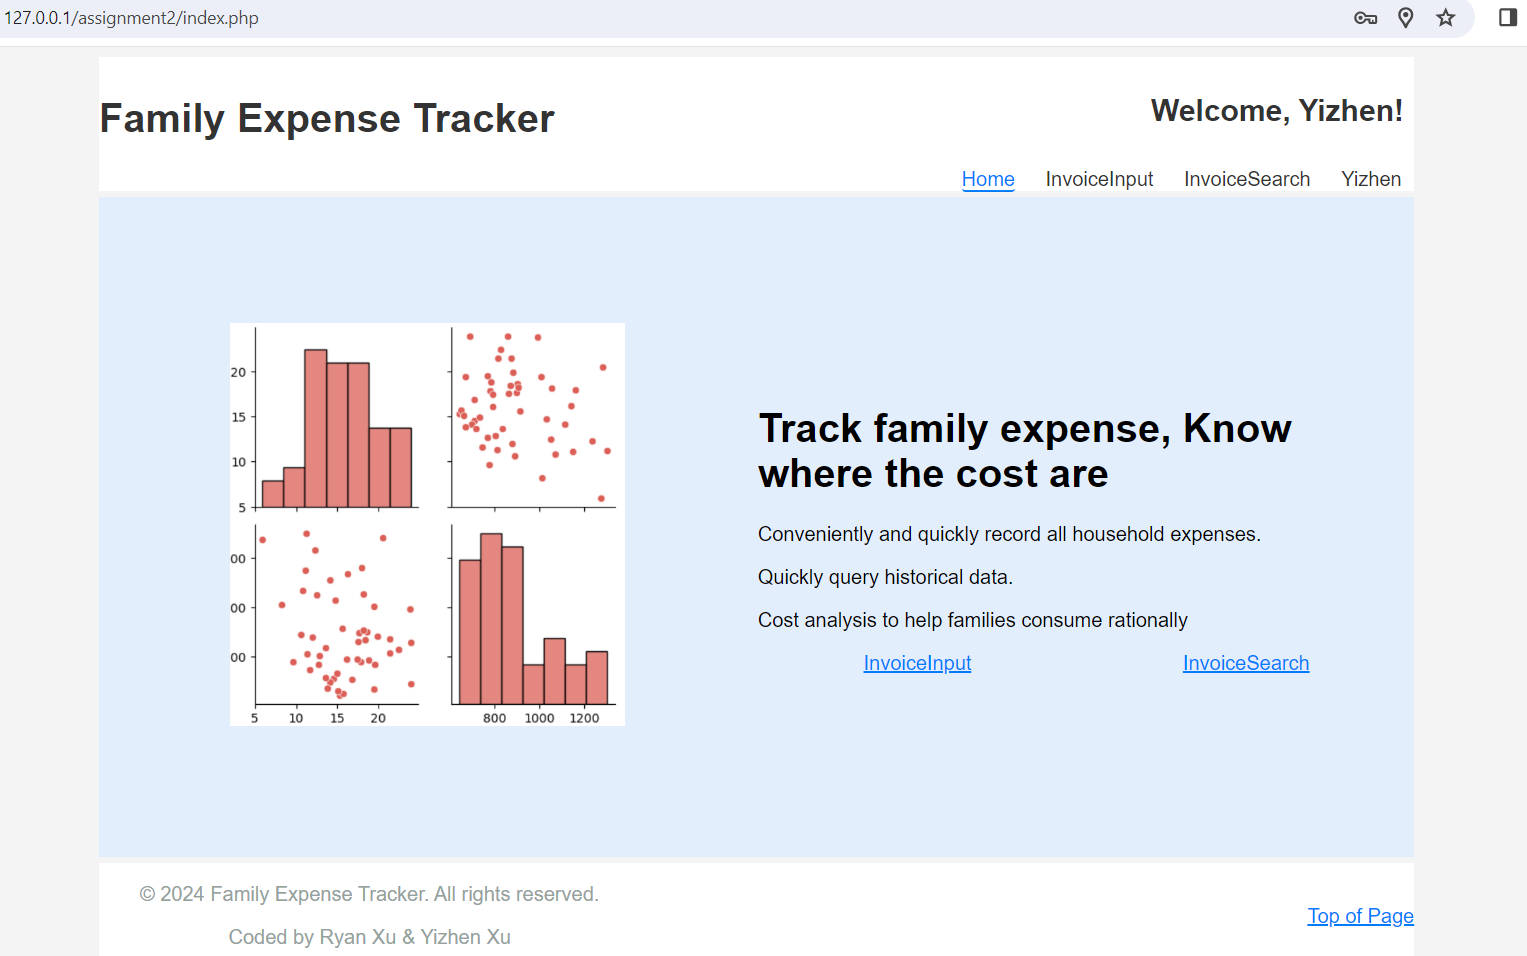 127.0.0.1/assignment2/index.php
Family Expense Tracker
Welcome, Yizhen!
Home InvoiceInput InvoiceSearch Yizhen
20
15
10
5
Track family expense, Know
where the cost are
Conveniently and quickly record all household expenses.
Quickly query historical data.
Cost analysis to help families consume rationally
InvoiceInput InvoiceSearch
00
00
00
5 10 15 20
800 1000 1200
© 2024 Family Expense Tracker. All rights reserved.
Top of Page
Coded by Ryan Xu & Yizhen Xu